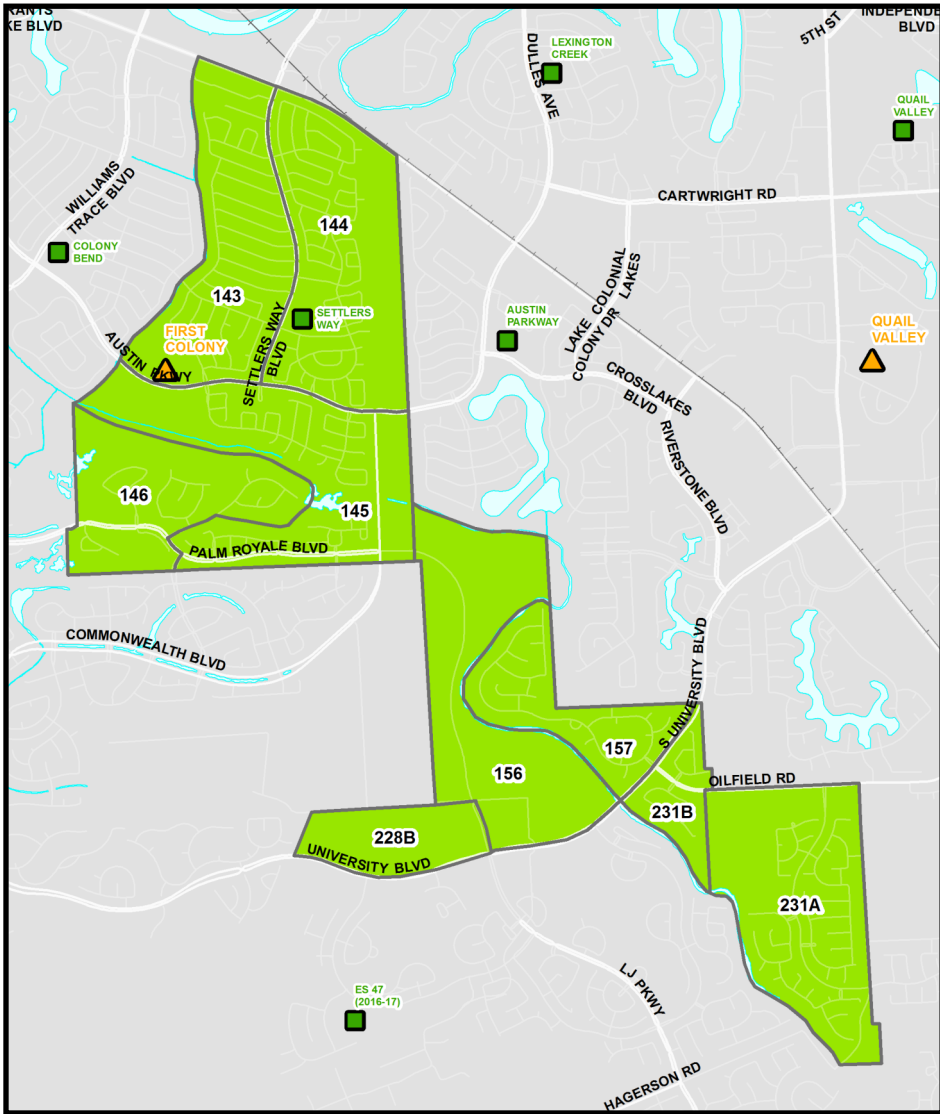 RANTS
KE BLVD
INDEPENDE
BLVD
5TH ST
DULLES AVE
LEXINGTON
CREEK
QUAIL
VALLEY
WILLIAMS
TRACE BLVD
CARTWRIGHT RD
COLONY
BEND
144
143
LAKE COLONIAL
COLONY DR LAKES
SETTLERS
WAY
AUSTIN
PARKWAY
FIRST
COLONY
QUAIL
VALLEY
AUSTIN PKWY
SETTLERS WAY
BLVD
CROSSLAKES
BLVD
RIVERSTONE BLVD
146
145
PALM ROYALE BLVD
COMMONWEALTH BLVD
S UNIVERSITY BLVD
157
156
OILFIELD RD
231B
228B
UNIVERSITY BLVD
231A
LJ PKWY
ES 47
(2016-17)
HAGERSON RD